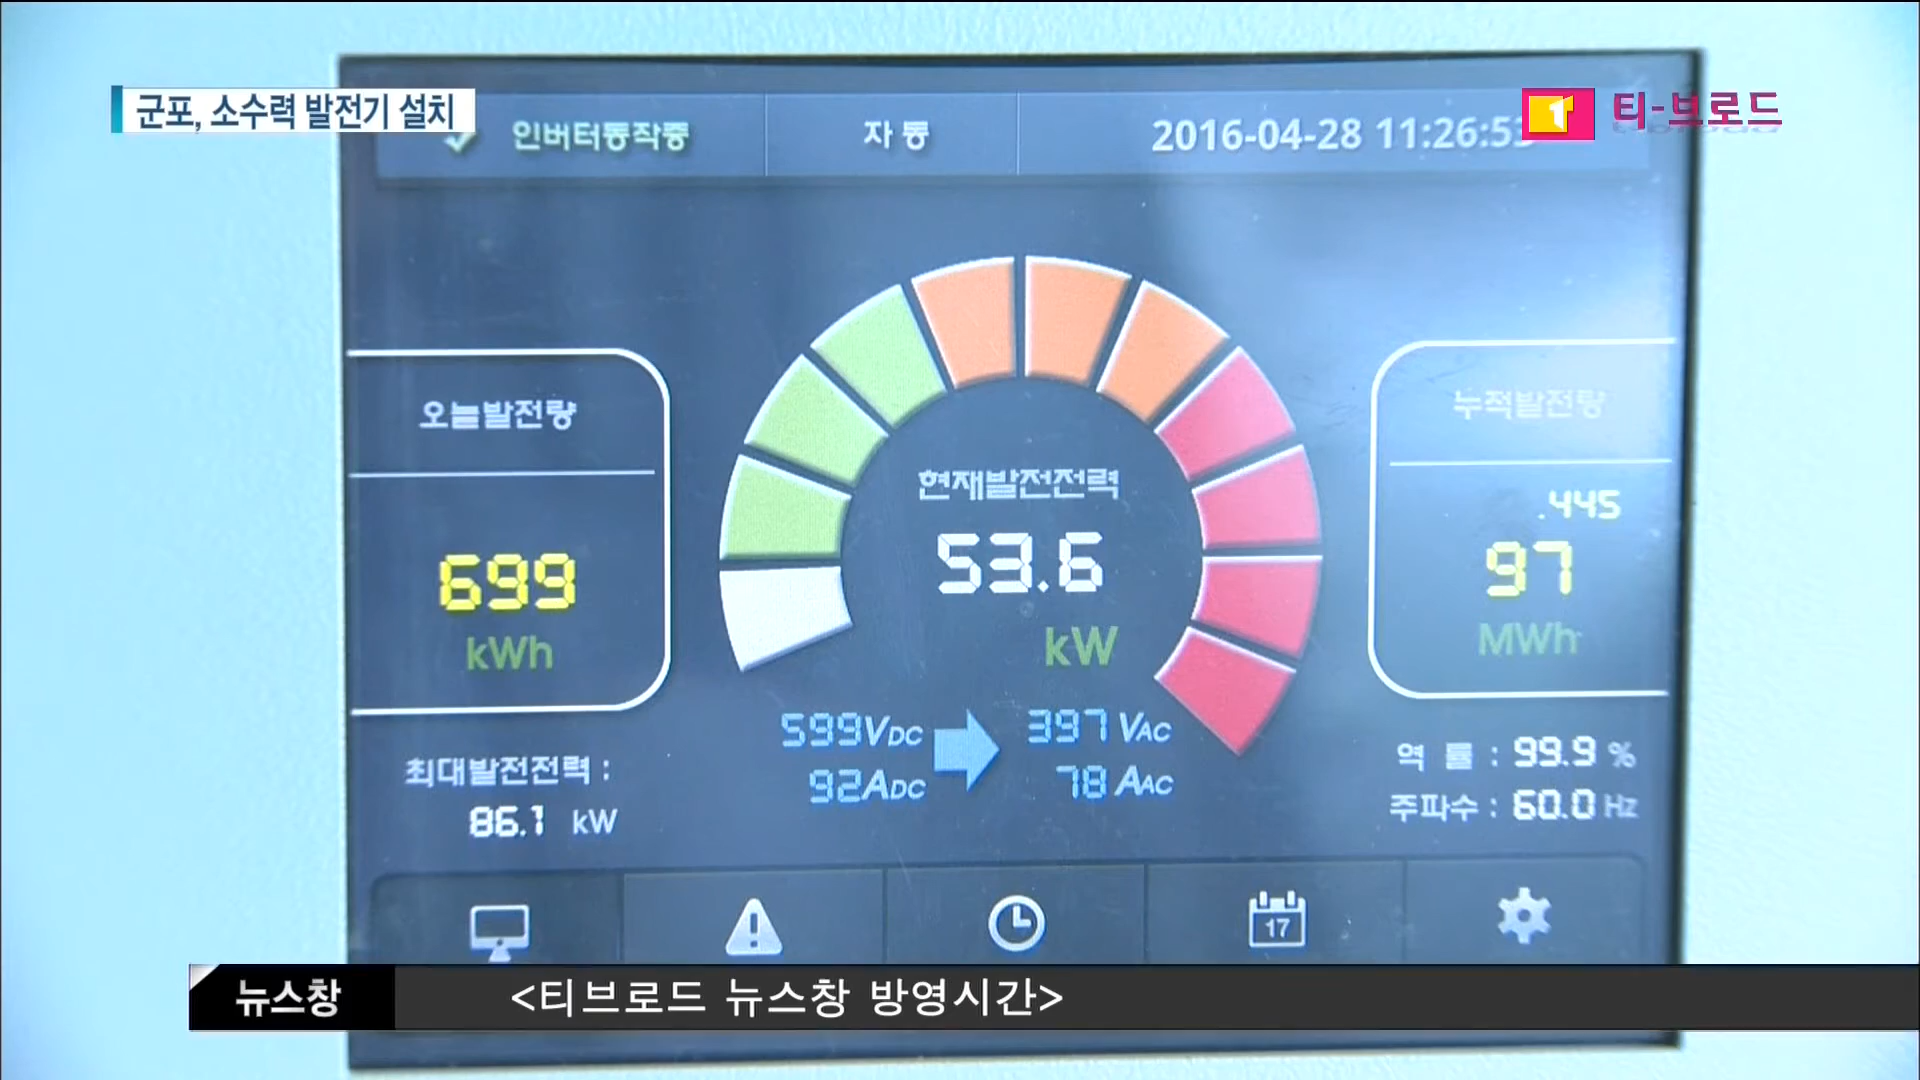 군포, 소수력 발전기 설치
티-브로드
인버터동작중
자동
2016-04-28 11:26:53
오늘발전량
699
kWh
현재발전전력
53.6
kW
누적발전량
.445
97
MWh
599VDC
397 VAC
92ADC
78 AAC
최대발전전력 :
86.1 kW
역 률 : 99.9 %
주파수 : 60.0 Hz
17
뉴스창
<티브로드 뉴스창 방영시간>